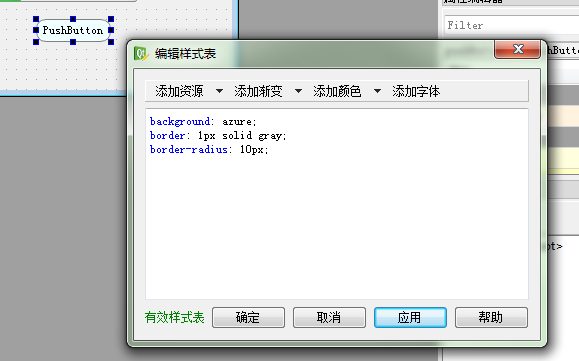 Filter
PushButton
编辑样式表
添加资源 添加渐变 添加颜色 添加字体
background: azure;
border: 1px solid gray;
border-radius: 10px;
有效样式表 确定 取消 应用 帮助